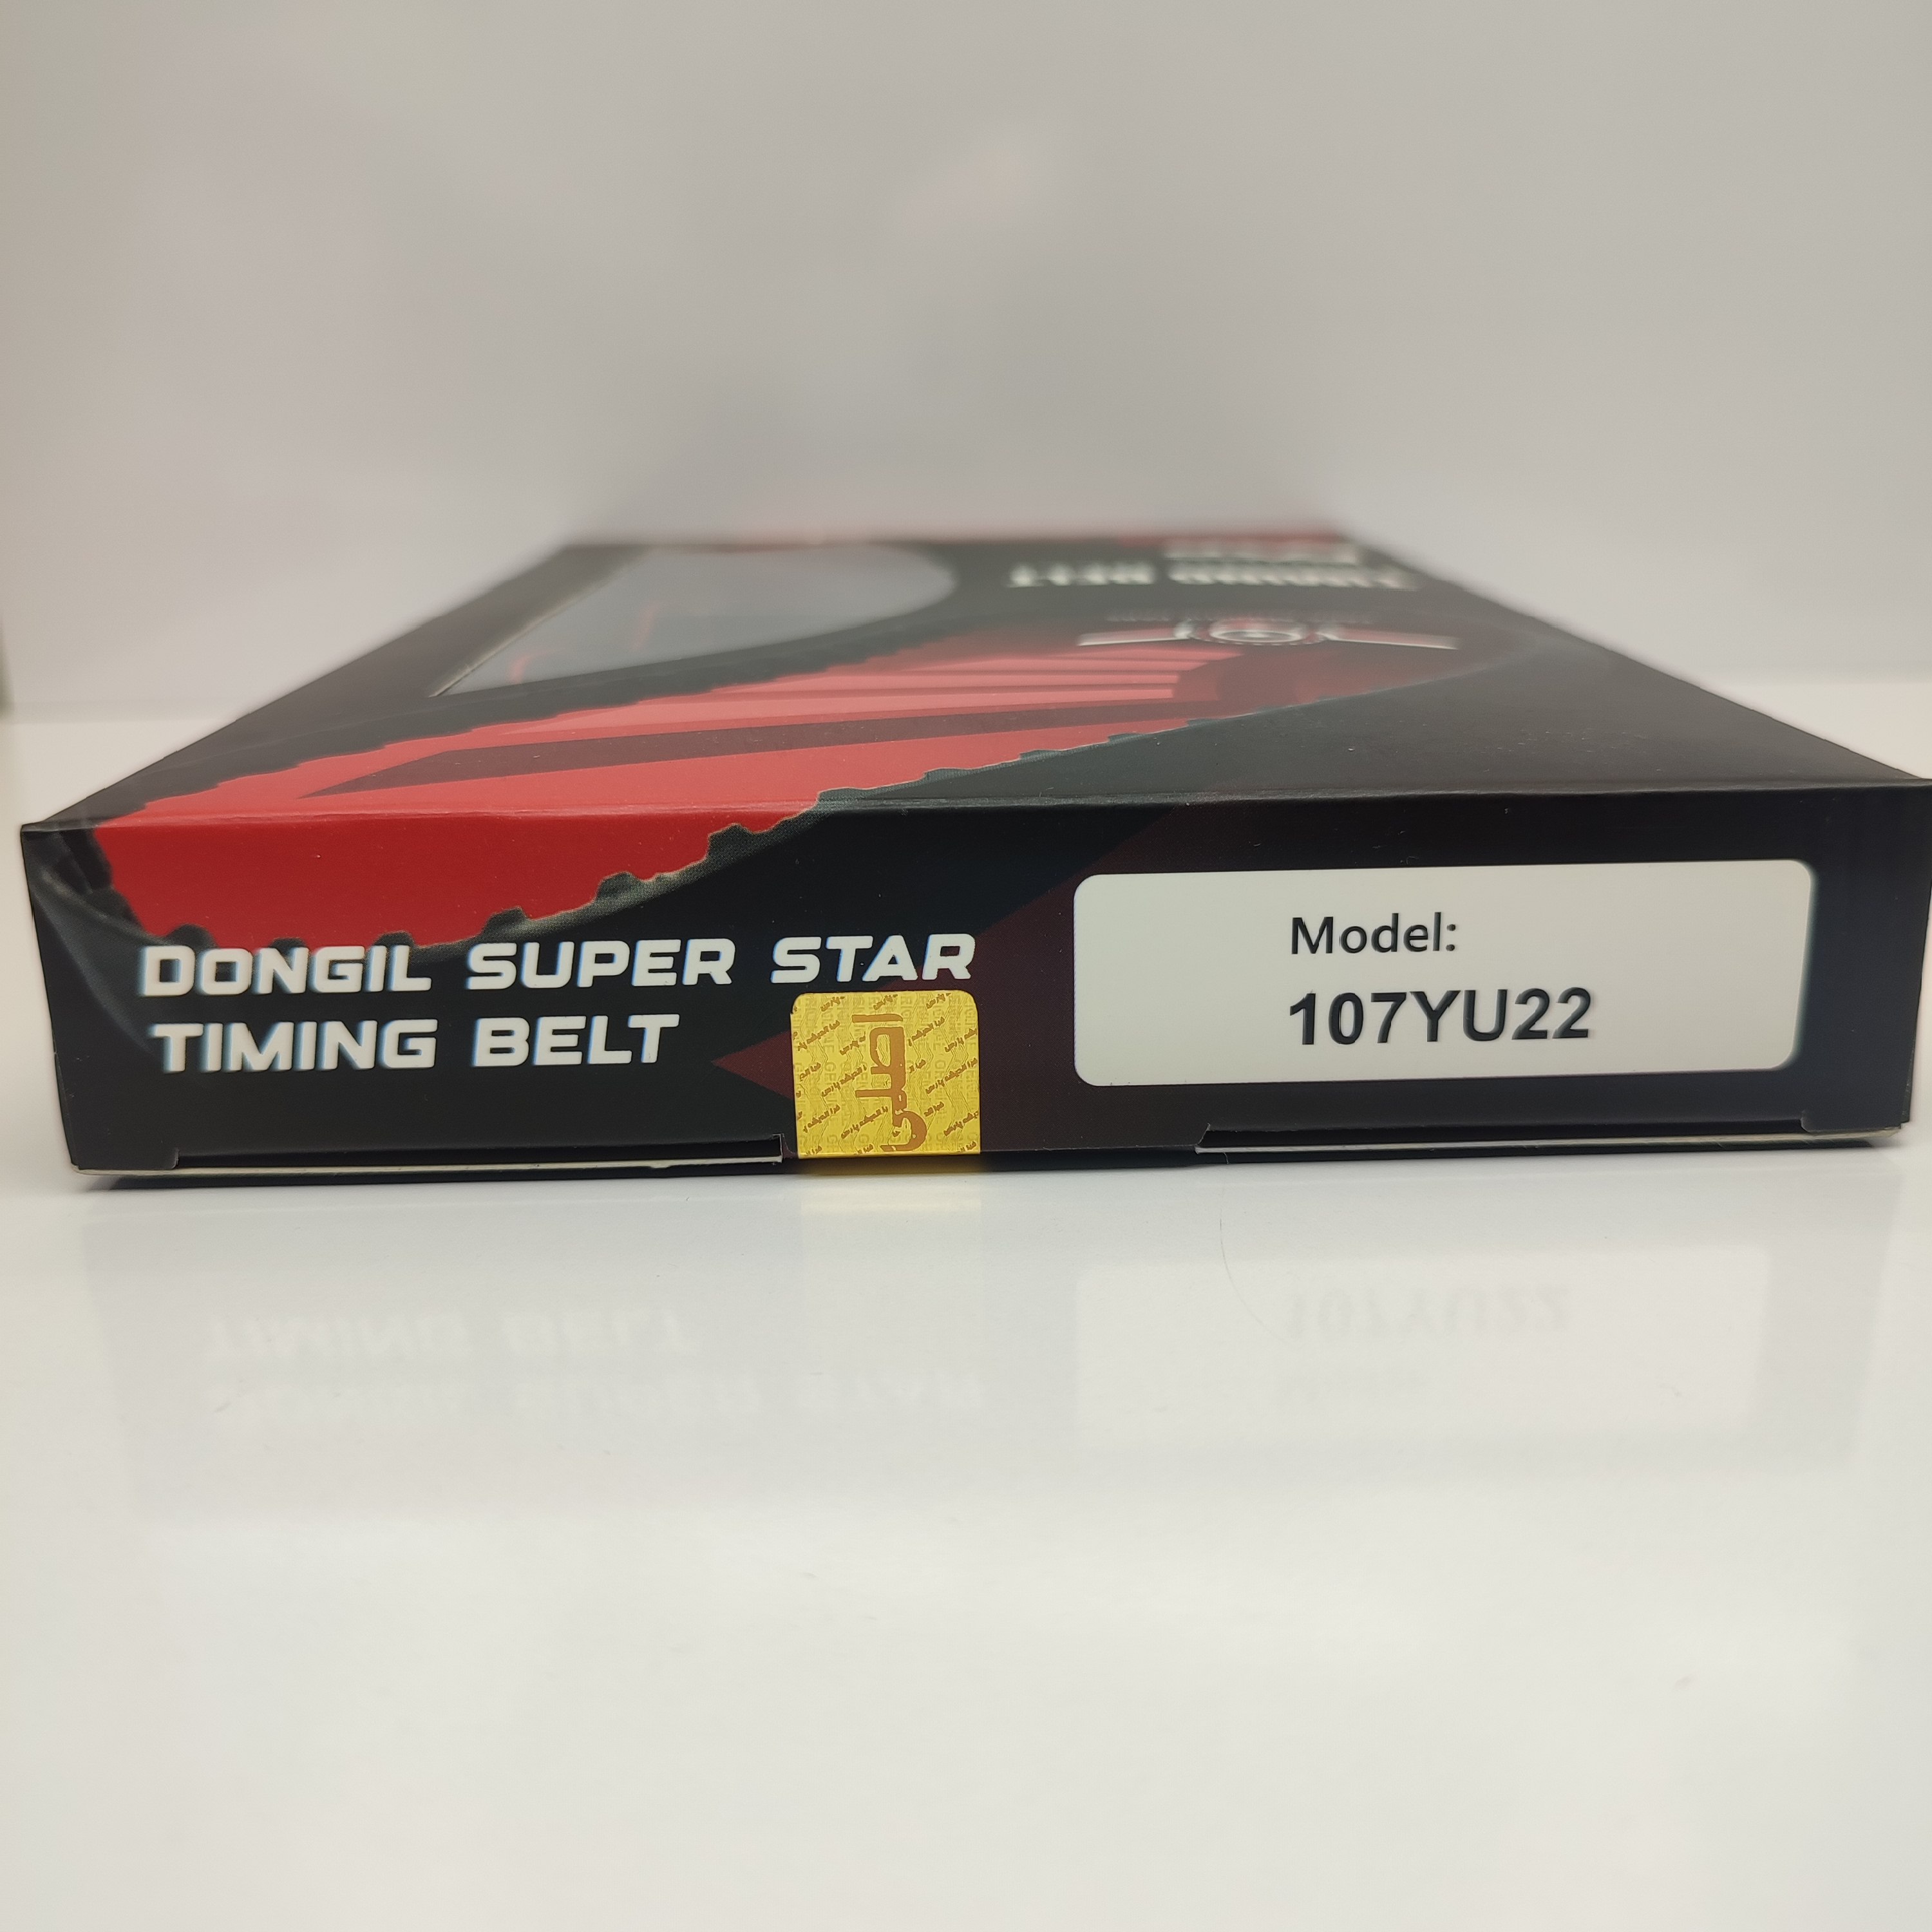 DONGIL SUPER STAR
TIMING BELT
Model:
107YU22